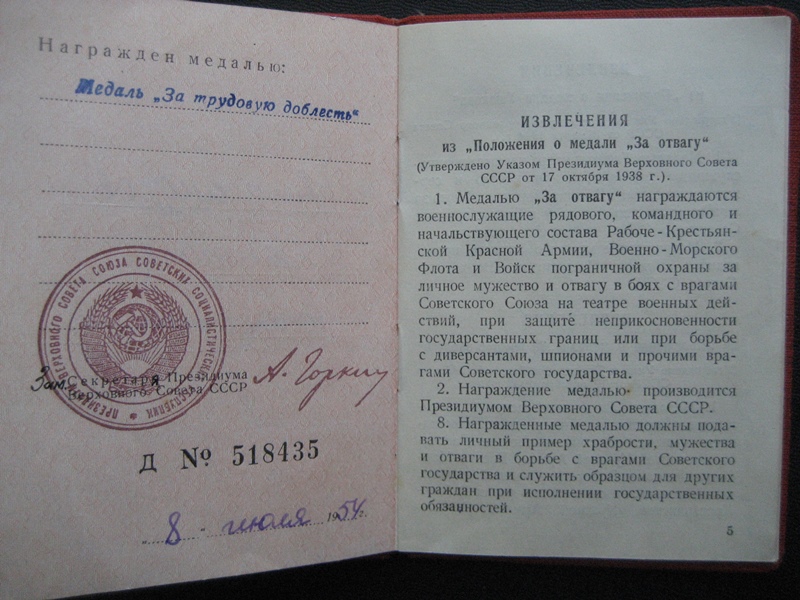 Награжден медалью:
Медаль „За трудовую доблесть“
ПРЕЗИДИУМ ВЕРХОВНОГО СОВЕТА СОЮЗА СОВЕТСКИХ СОЦИАЛИСТИЧЕСКИХ РЕСПУБЛИК
Зам. Секретаря Президиума
Верховного Совета СССР
А. Горкин
Д № 518435
„8 “ июля 1954 г.
ИЗВЛЕЧЕНИЯ
из „Положения о медали „За отвагу“
(Утверждено Указом Президиума Верховного Совета
СССР от 17 октября 1938 г.).
1. Медалью „За отвагу“ награждаются
военнослужащие рядового, командного и
начальствующего состава Рабоче-Крестьян-
ской Красной Армии, Военно-Морского
Флота и Войск пограничной охраны за
личное мужество и отвагу в боях с врагами
Советского Союза на театре военных дей-
ствий, при защите неприкосновенности
государственных границ или при борьбе
с диверсантами, шпионами и прочими вра-
гами Советского государства.
2. Награждение медалью производится
Президиумом Верховного Совета СССР.
8. Награжденные медалью должны пода-
вать личный пример храбрости, мужества
и отваги в борьбе с врагами Советского
государства и служить образцом для других
граждан при исполнении государственных
обязанностей.
5